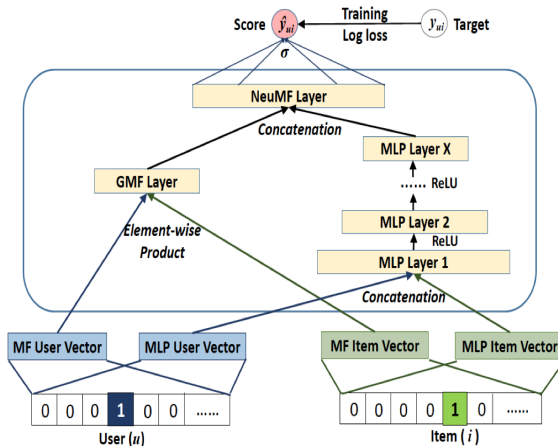 Score ŷui Training yui Target
Log loss
σ
NeuMF Layer
Concatenation
MLP Layer X
GMF Layer
...... ReLU
Element-wise
Product
MLP Layer 2
ReLU
MLP Layer 1
Concatenation
MF User Vector MLP User Vector MF Item Vector MLP Item Vector
0 0 0 1 0 0 ...... 0 0 0 0 1 0 ......
User (u) Item (i)